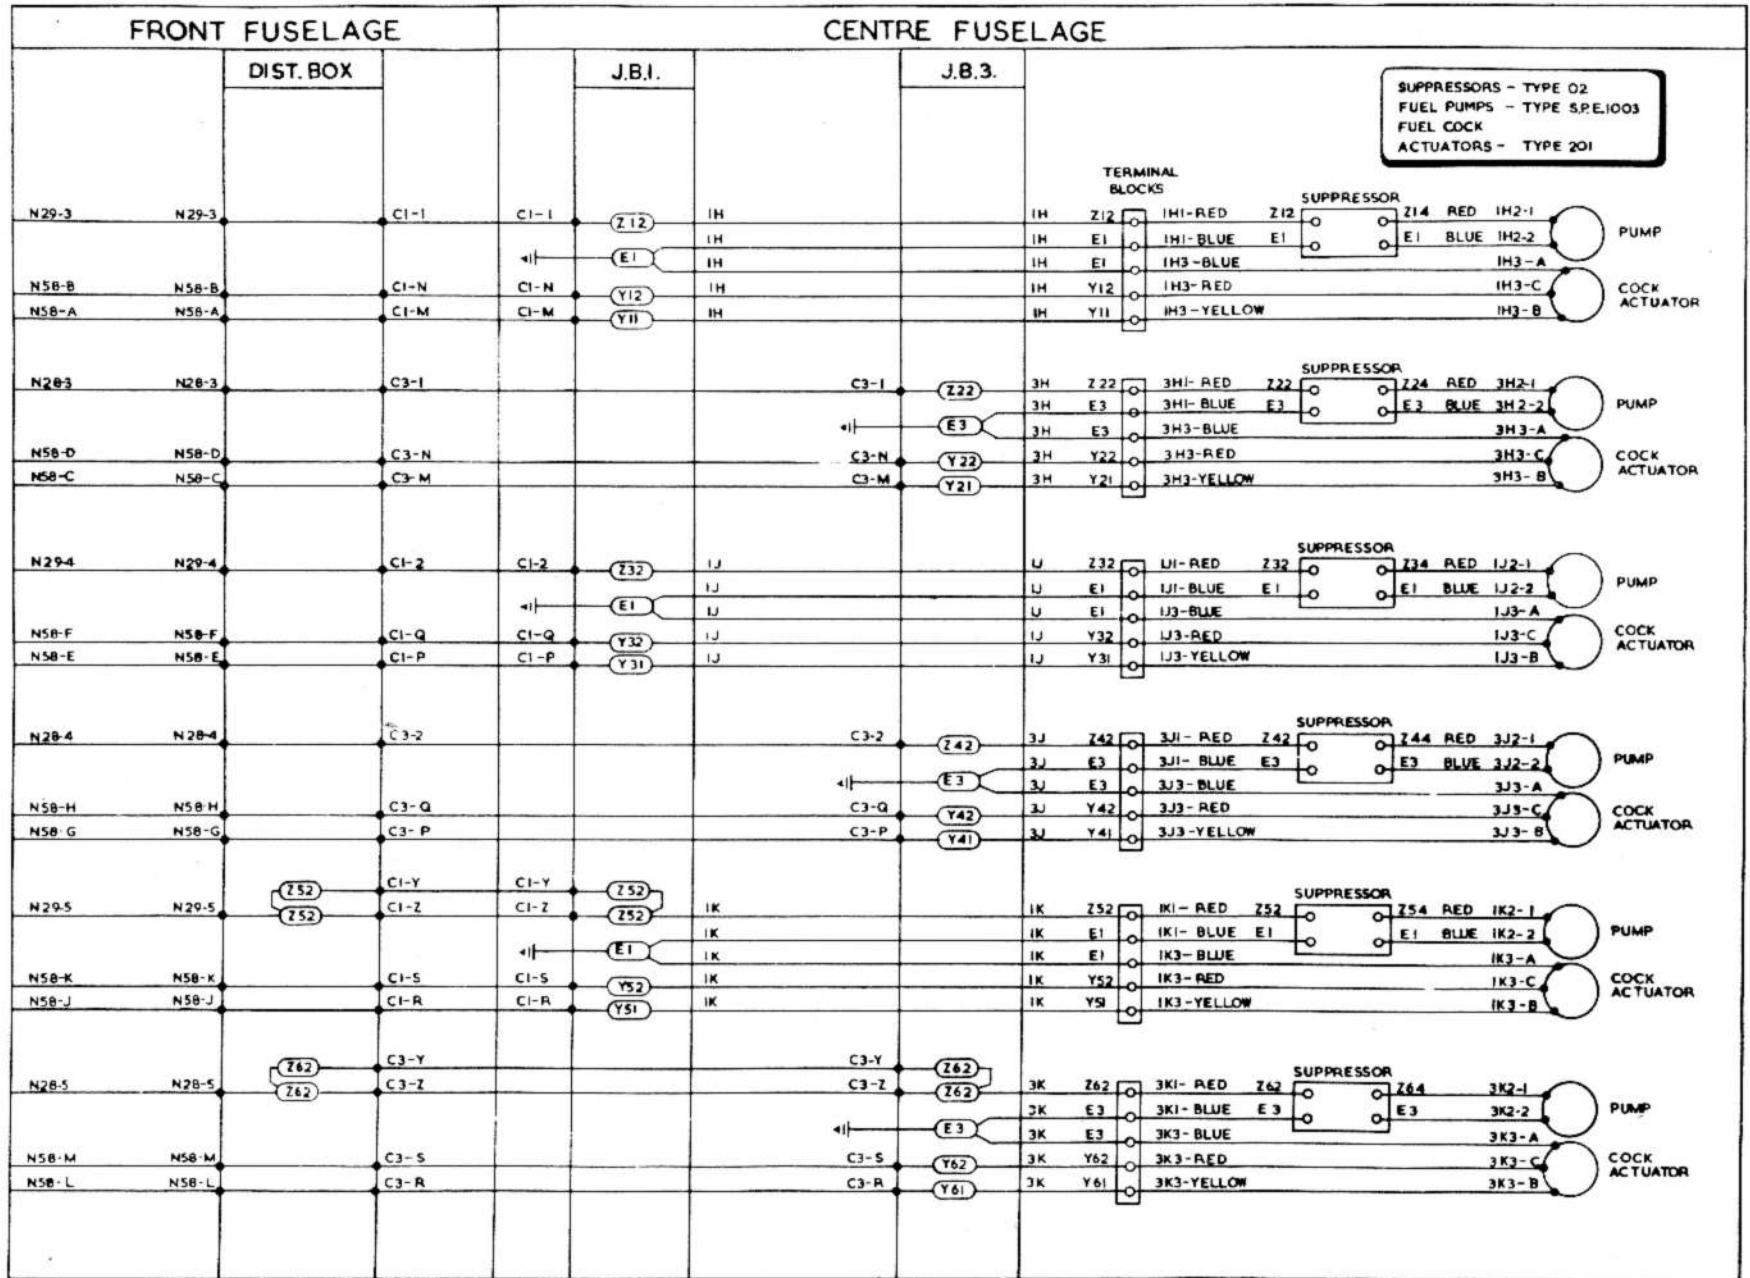 FRONT FUSELAGE CENTRE FUSELAGE
DIST. BOX J.B.1. J.B.3.
SUPPRESSORS - TYPE O2
FUEL PUMPS - TYPE S.P.E.1003
FUEL COCK
ACTUATORS - TYPE 201
TERMINAL
BLOCKS
SUPPRESSOR
N29-3 N29-3 C1-1 C1-1 Z12 1H 1H Z12 1H1-RED Z12 Z14 RED 1H2-1
1H 1H E1 1H1-BLUE E1 E1 BLUE 1H2-2 PUMP
E1 1H 1H E1 1H3-BLUE 1H3-A
N58-B N58-B C1-N C1-N Y12 1H 1H Y12 1H3-RED 1H3-C COCK
ACTUATOR
N58-A N58-A C1-M C1-M Y11 1H 1H Y11 1H3-YELLOW 1H3-B
SUPPRESSOR
N28-3 N28-3 C3-1 C3-1 Z22 3H Z22 3H1-RED Z22 Z24 RED 3H2-1
3H E3 3H1-BLUE E3 E3 BLUE 3H2-2 PUMP
E3 3H E3 3H3-BLUE 3H3-A
N58-D N58-D C3-N C3-N Y22 3H Y22 3H3-RED 3H3-C COCK
ACTUATOR
N58-C N58-C C3-M C3-M Y21 3H Y21 3H3-YELLOW 3H3-B
SUPPRESSOR
N29-4 N29-4 C1-2 C1-2 Z32 1J 1J Z32 1J1-RED Z32 Z34 RED 1J2-1
1J 1J E1 1J1-BLUE E1 E1 BLUE 1J2-2 PUMP
E1 1J 1J E1 1J3-BLUE 1J3-A
N58-F N58-F C1-Q C1-Q Y32 1J 1J Y32 1J3-RED 1J3-C COCK
ACTUATOR
N58-E N58-E C1-P C1-P Y31 1J 1J Y31 1J3-YELLOW 1J3-B
SUPPRESSOR
N28-4 N28-4 C3-2 C3-2 Z42 3J Z42 3J1-RED Z42 Z44 RED 3J2-1
3J E3 3J1-BLUE E3 E3 BLUE 3J2-2 PUMP
E3 3J E3 3J3-BLUE 3J3-A
N58-H N58-H C3-Q C3-Q Y42 3J Y42 3J3-RED 3J3-C COCK
ACTUATOR
N58-G N58-G C3-P C3-P Y41 3J Y41 3J3-YELLOW 3J3-B
Z52 C1-Y C1-Y Z52 SUPPRESSOR
N29-5 N29-5 Z52 C1-Z C1-Z Z52 1K 1K Z52 1K1-RED Z52 Z54 RED 1K2-1
1K 1K E1 1K1-BLUE E1 E1 BLUE 1K2-2 PUMP
E1 1K 1K E1 1K3-BLUE 1K3-A
N58-K N58-K C1-S C1-S Y52 1K 1K Y52 1K3-RED 1K3-C COCK
ACTUATOR
N58-J N58-J C1-R C1-R Y51 1K 1K Y51 1K3-YELLOW 1K3-B
Z62 C3-Y C3-Y Z62 SUPPRESSOR
N28-5 N28-5 Z62 C3-Z C3-Z Z62 3K Z62 3K1-RED Z62 Z64 3K2-1
3K E3 3K1-BLUE E3 E3 3K2-2 PUMP
E3 3K E3 3K3-BLUE 3K3-A
N58-M N58-M C3-S C3-S Y62 3K Y62 3K3-RED 3K3-C COCK
ACTUATOR
N58-L N58-L C3-R C3-R Y61 3K Y61 3K3-YELLOW 3K3-B